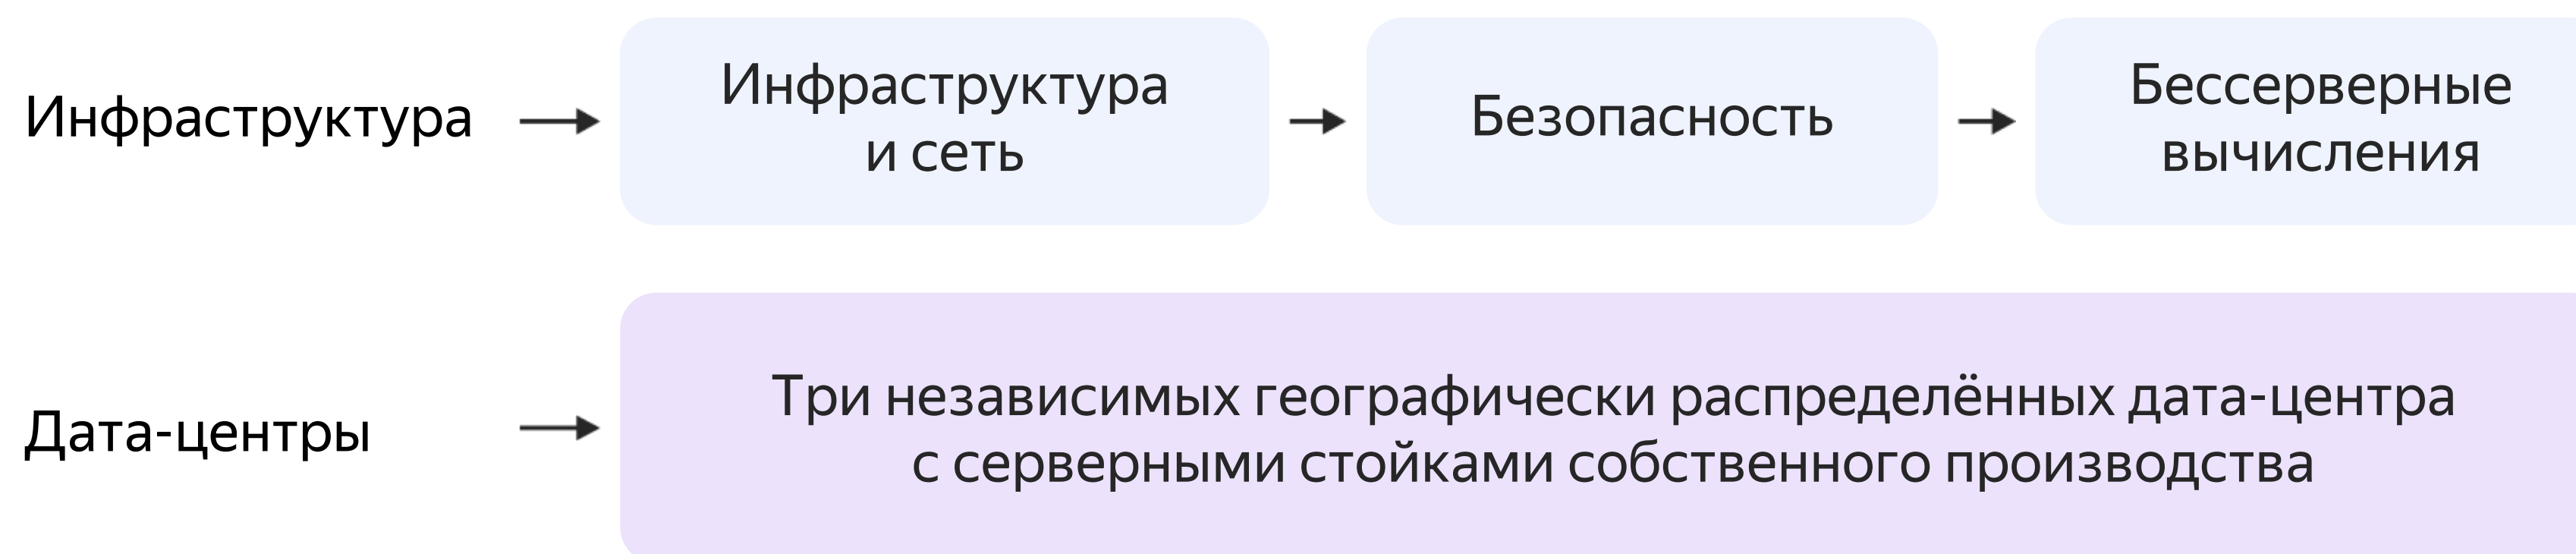 Инфраструктура
Инфраструктура
и сеть
Безопасность
Бессерверные
вычисления
Дата-центры
Три независимых географически распределённых дата-центра
с серверными стойками собственного производства